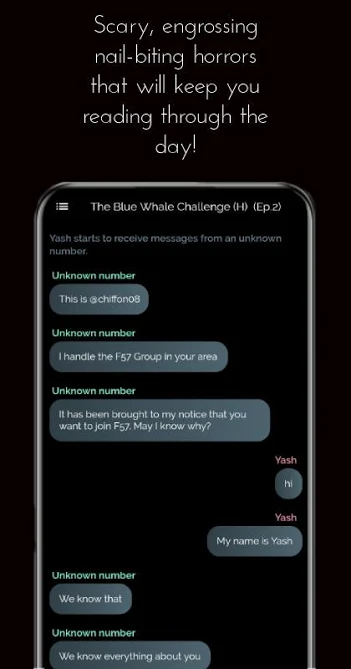 Scary, engrossing
nail-biting horrors
that will keep you
reading through the
day!
The Blue Whale Challenge (H) (Ep.2)
Yash starts to receive messages from an unknown
number.
Unknown number
This is @chiffon08
Unknown number
I handle the F57 Group in your area
Unknown number
It has been brought to my notice that you
want to join F57. May I know why?
Yash
hi
Yash
My name is Yash
Unknown number
We know that
Unknown number
We know everything about you